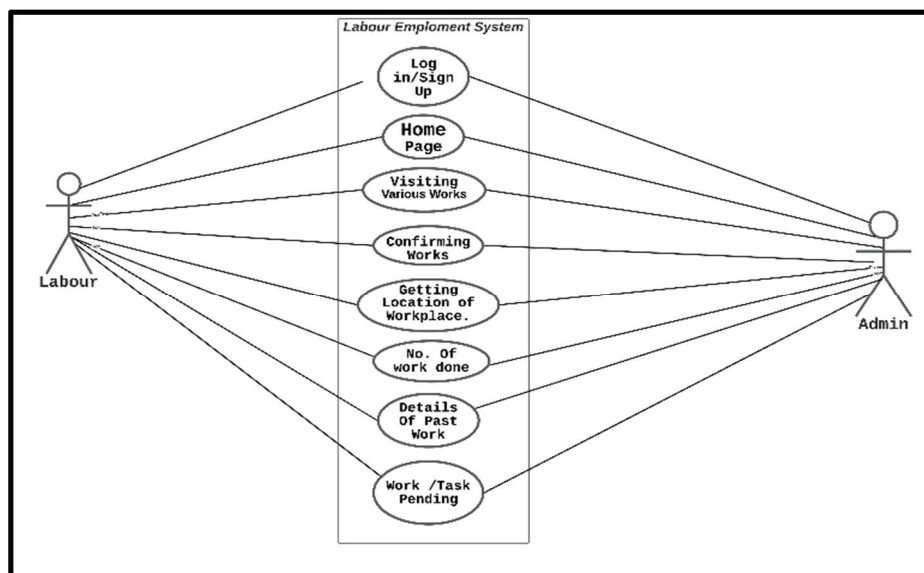 Labour Emploment System
Log
in/Sign
Up
Home
Page
Visiting
Various Works
Confirming
Works
Getting
Location of
Workplace.
No. Of
work done
Details
Of Past
Work
Work /Task
Pending
Labour
Admin